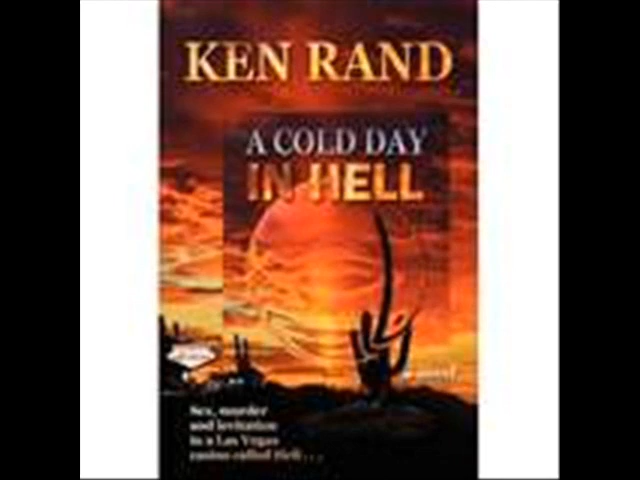 KEN RAND
A COLD DAY
IN HELL
Sex, murder
and levitation
in a Las Vegas
casino called Hell . . .